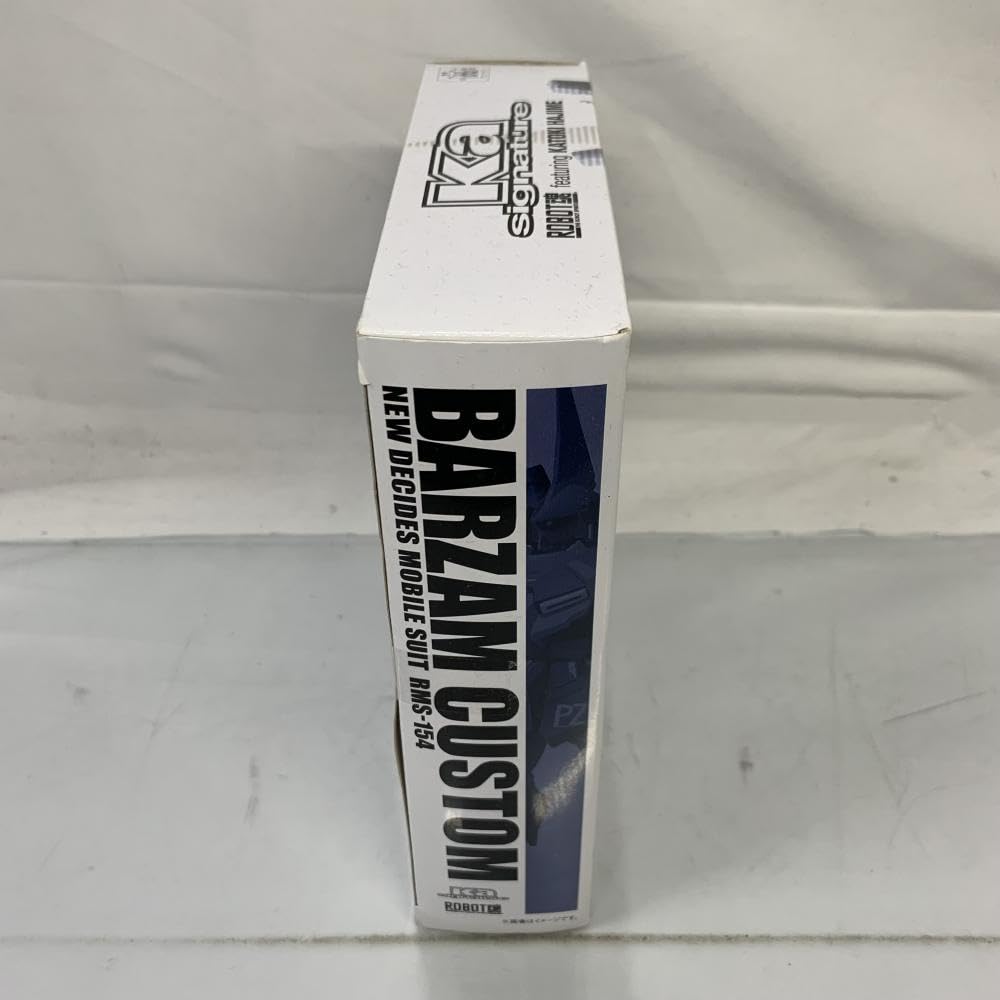 Ka
signature
ROBOT魂 featuring KATOKI HAJIME
BARZAM CUSTOM
NEW DECIDES MOBILE SUIT RMS-154
PZ
Ka
signature
ROBOT魂
※画像はイメージです。